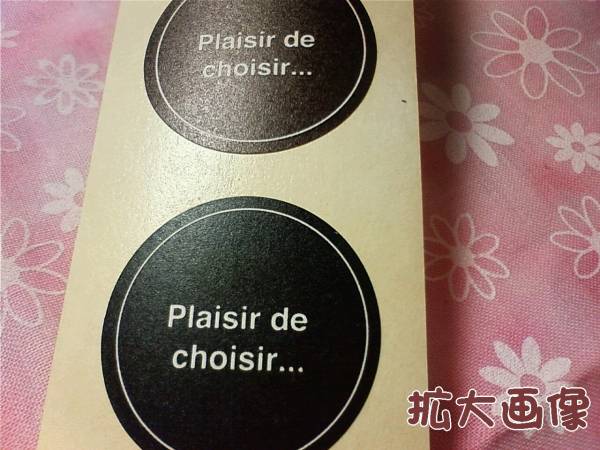 Plaisir de
choisir...
Plaisir de
choisir...
拡大画像